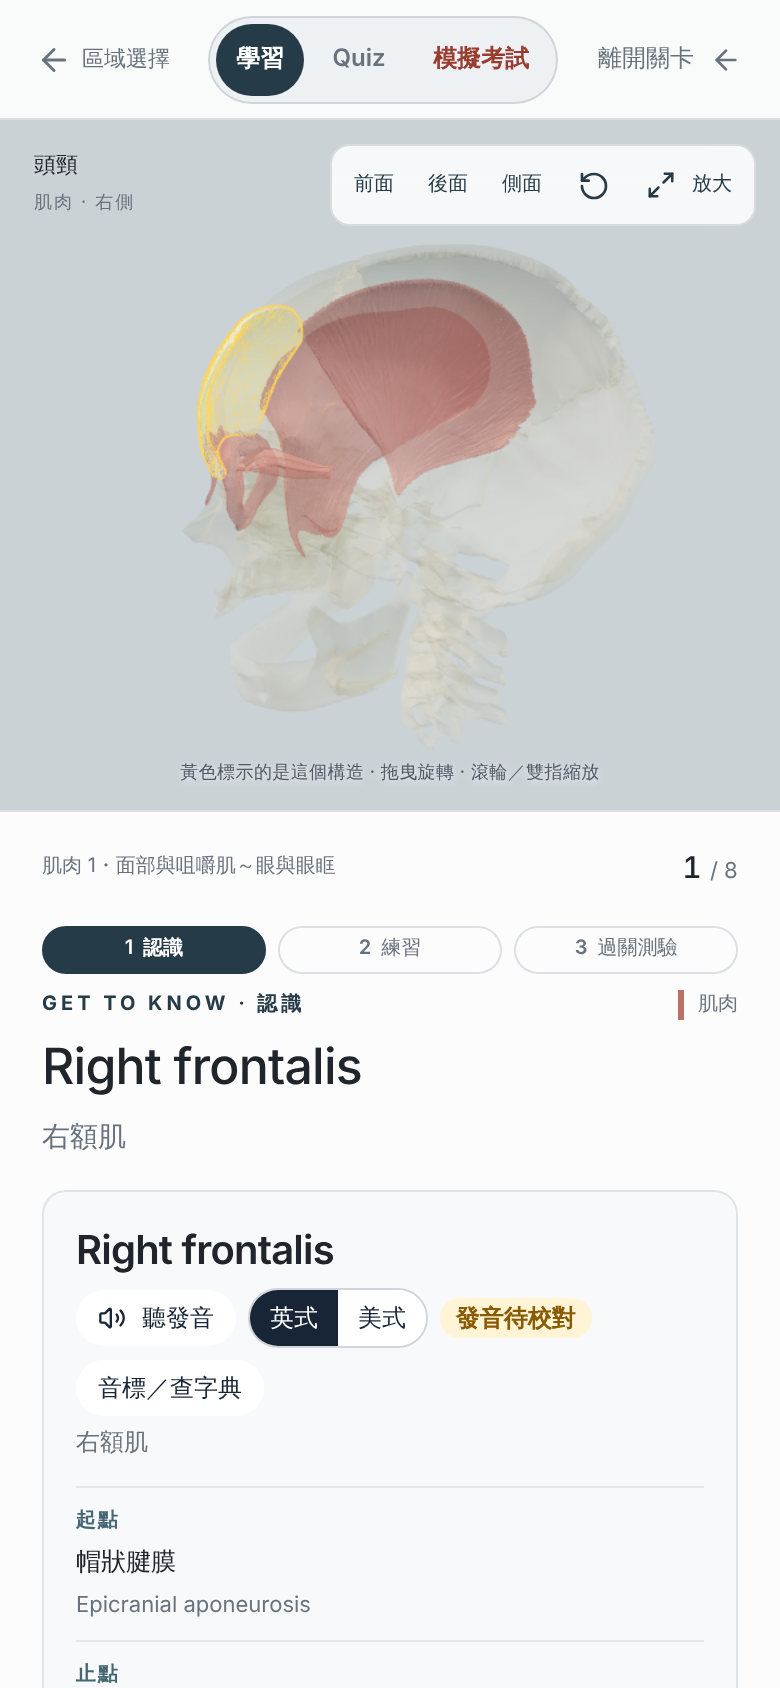 區域選擇
學習
Quiz
模擬考試
離開關卡
頭頸
肌肉 · 右側
前面
後面
側面
放大
黃色標示的是這個構造 · 拖曳旋轉 · 滾輪／雙指縮放
肌肉 1 · 面部與咀嚼肌～眼與眼眶
1 / 8
1 認識
2 練習
3 過關測驗
GET TO KNOW · 認識
肌肉
Right frontalis
右額肌
Right frontalis
聽發音
英式
美式
發音待校對
音標／查字典
右額肌
起點
帽狀腱膜
Epicranial aponeurosis
止點